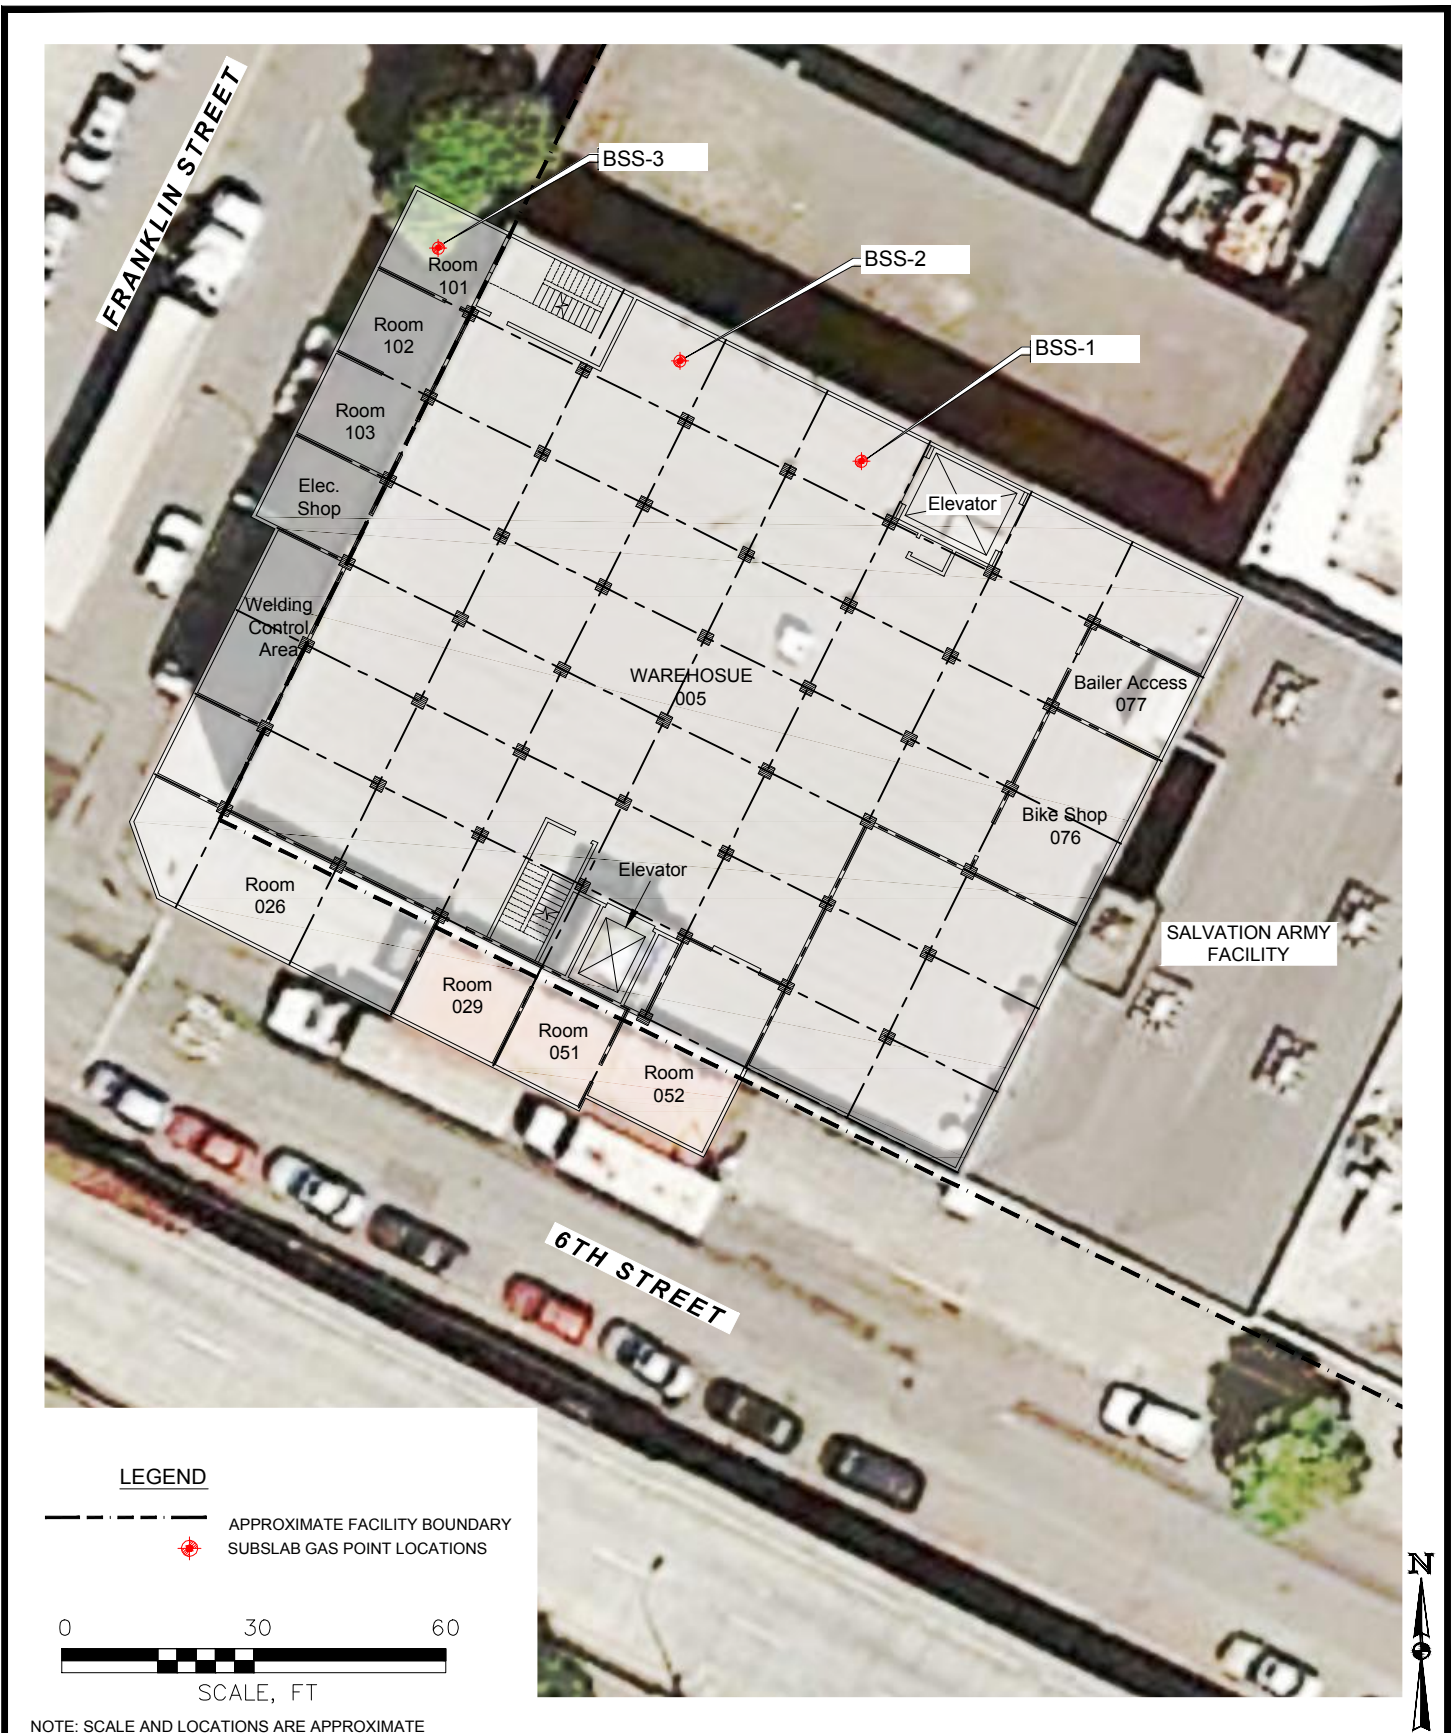 FRANKLIN STREET
BSS-3
BSS-2
BSS-1
Room
101
Room
102
Room
103
Elec.
Shop
Elevator
Welding
Control
Area
WAREHOSUE
005
Bailer Access
077
Bike Shop
076
Elevator
Room
026
SALVATION ARMY
FACILITY
Room
029
Room
051
Room
052
6TH STREET
LEGEND
APPROXIMATE FACILITY BOUNDARY
SUBSLAB GAS POINT LOCATIONS
N
0 30 60
SCALE, FT
NOTE: SCALE AND LOCATIONS ARE APPROXIMATE